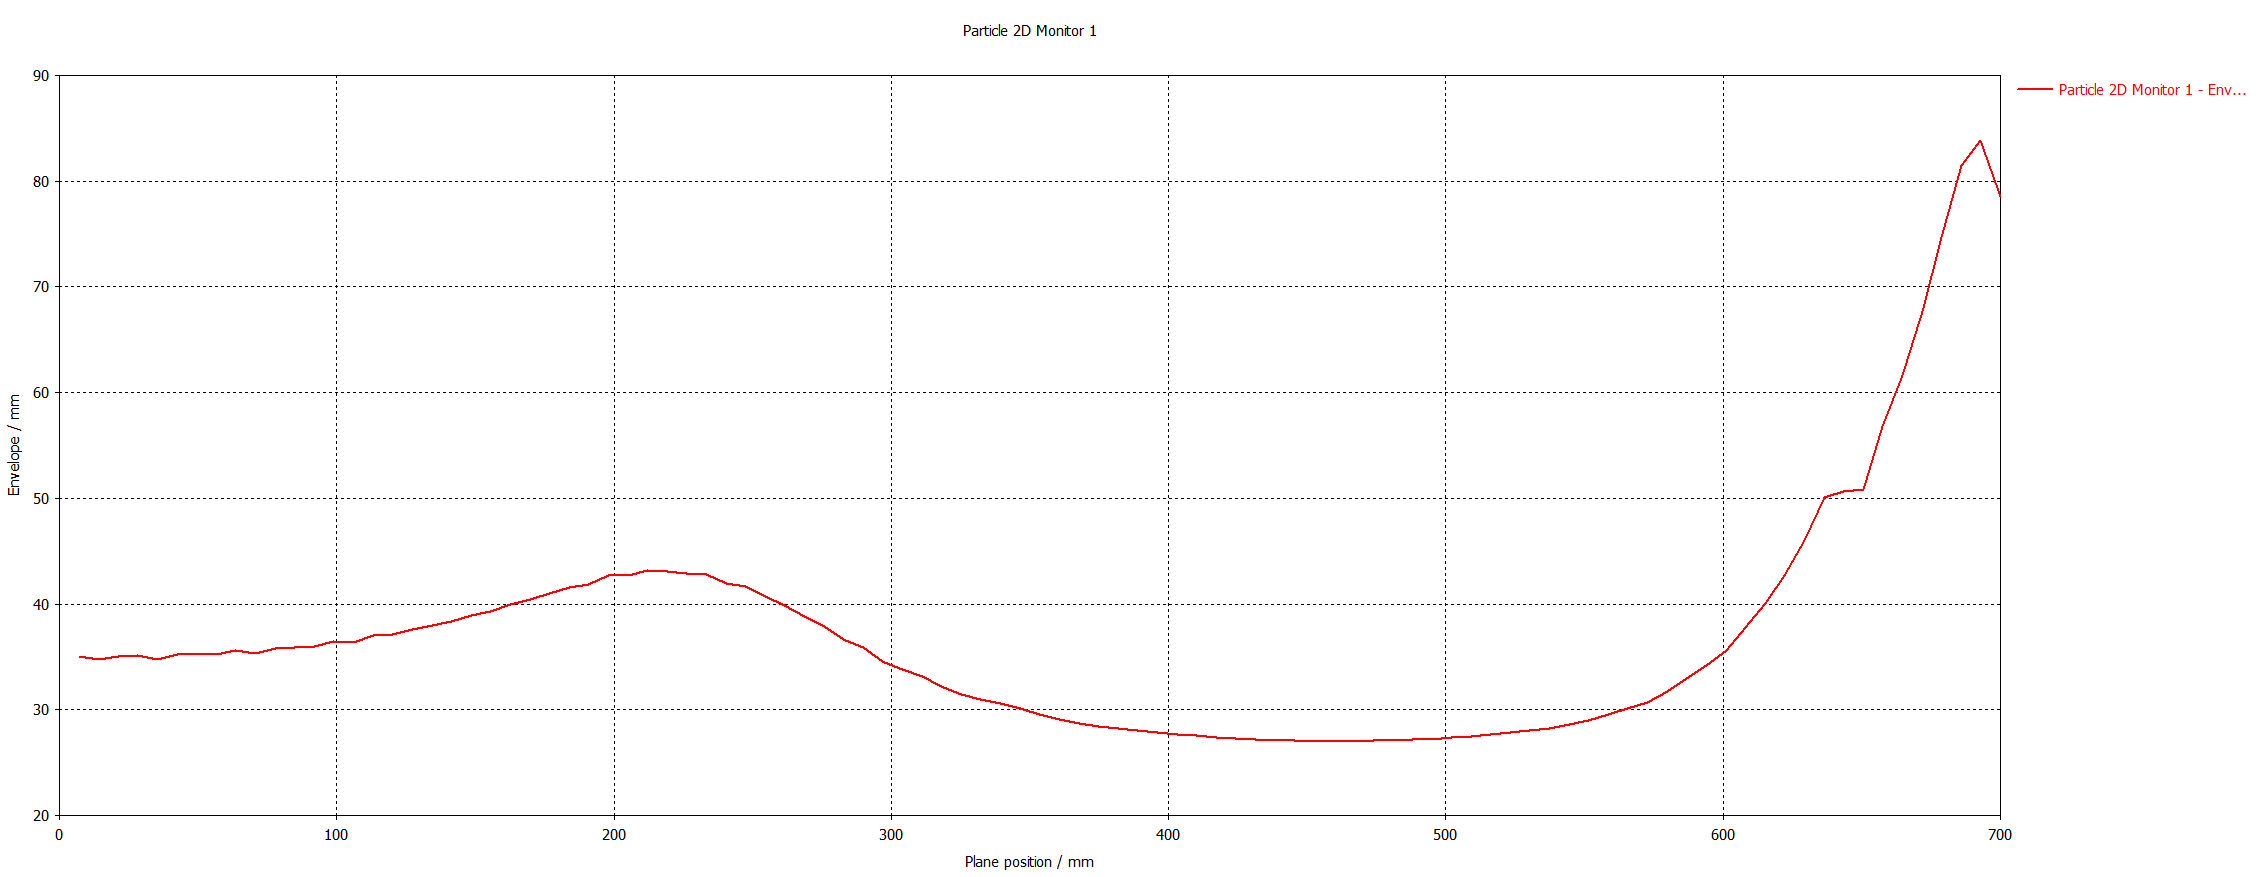 Particle 2D Monitor 1
90
80
70
60
50
40
30
20
Envelope / mm
0 100 200 300 400 500 600 700
Plane position / mm
Particle 2D Monitor 1 - Env...